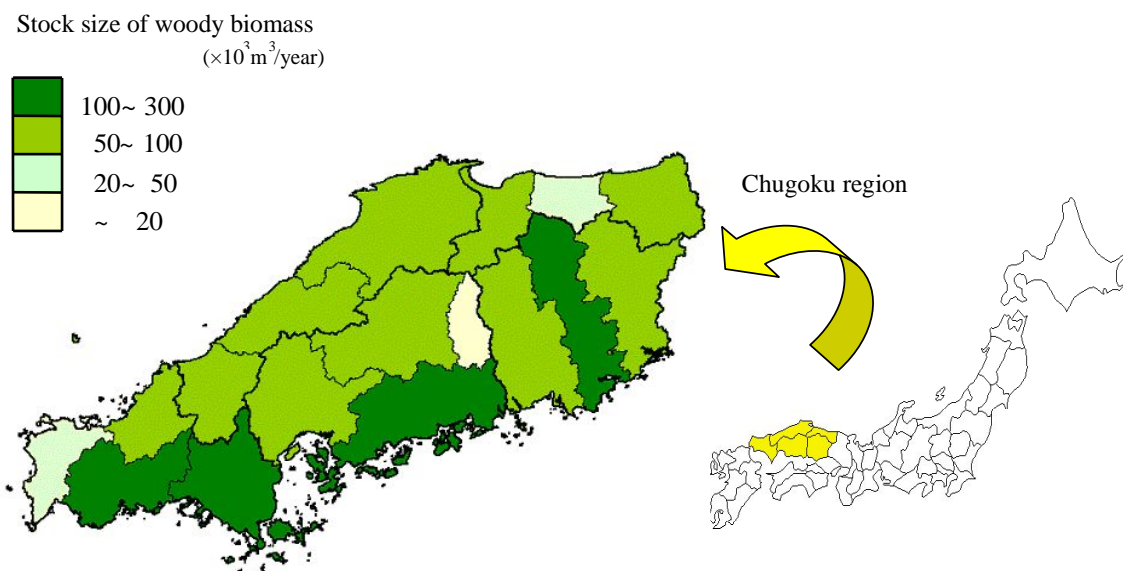 Stock size of woody biomass
(×10³m³/year)
100~ 300
50~ 100
20~ 50
~ 20
Chugoku region